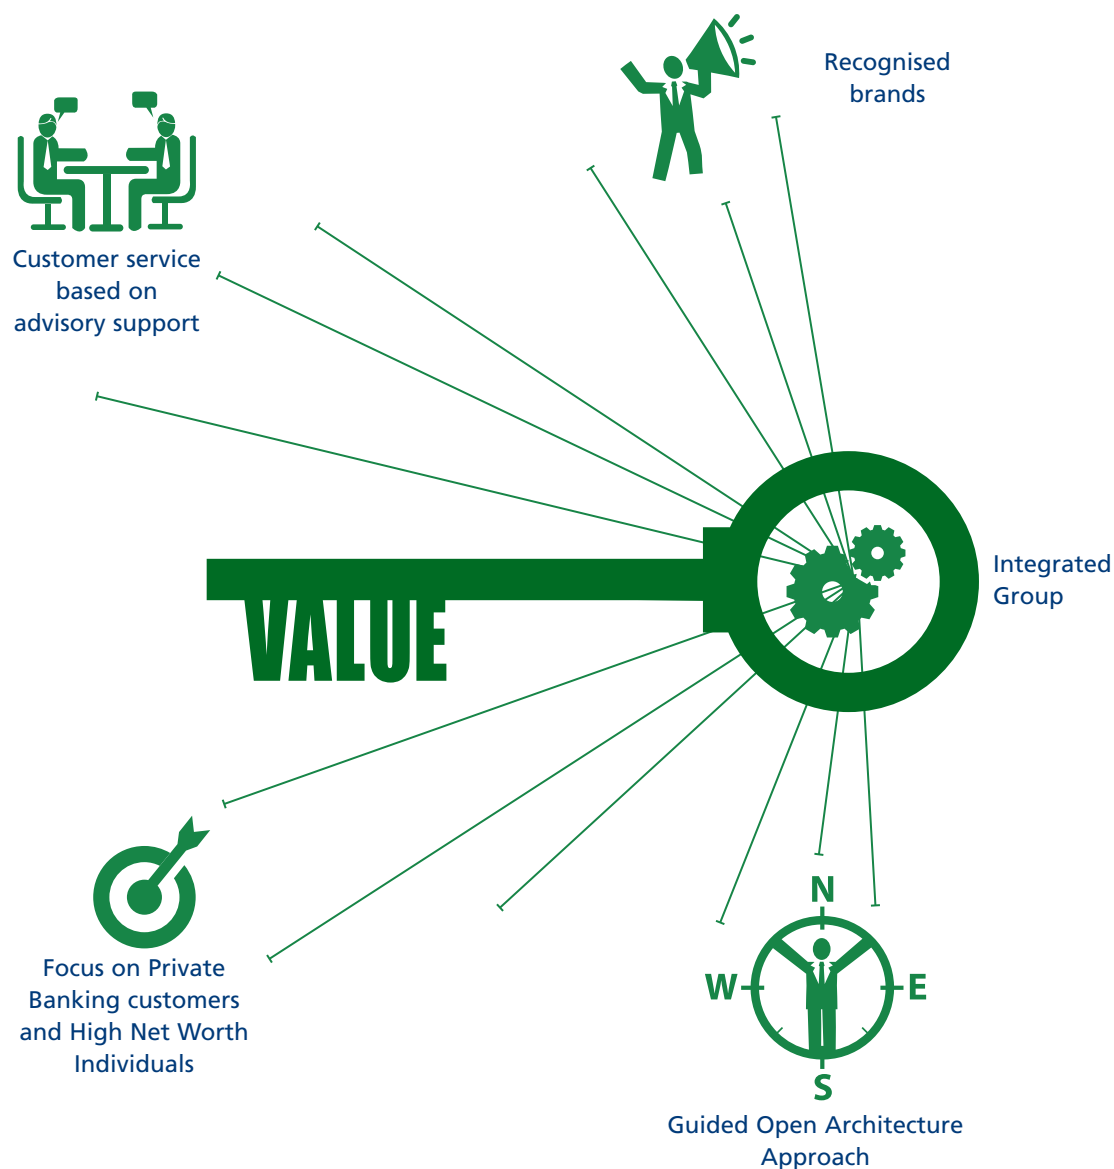 Recognised
brands
Customer service
based on
advisory support
Integrated
Group
VALUE
Focus on Private
Banking customers
and High Net Worth
Individuals
N
W E
S
Guided Open Architecture
Approach